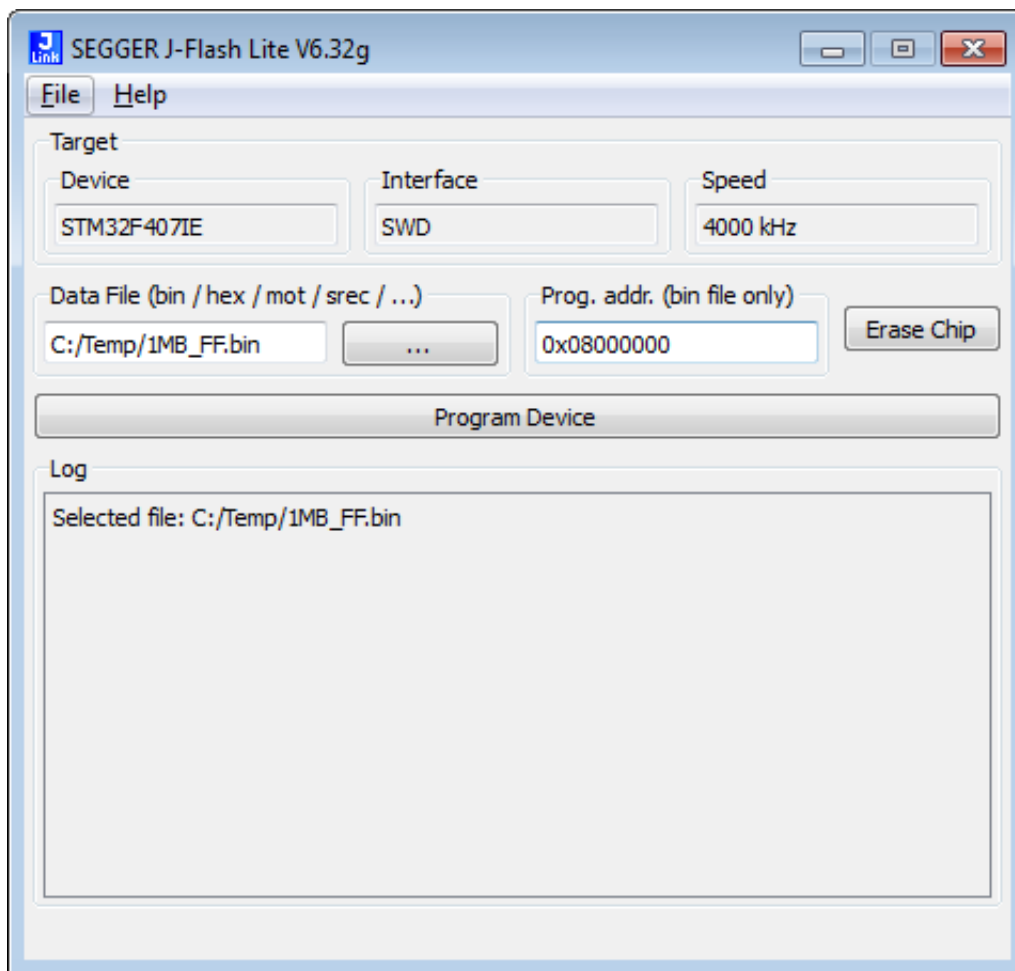 J
Link
SEGGER J-Flash Lite V6.32g
File Help
Target
Device Interface Speed
STM32F407IE SWD 4000 kHz
Data File (bin / hex / mot / srec / ...) Prog. addr. (bin file only)
C:/Temp/1MB_FF.bin ... 0x08000000 Erase Chip
Program Device
Log
Selected file: C:/Temp/1MB_FF.bin